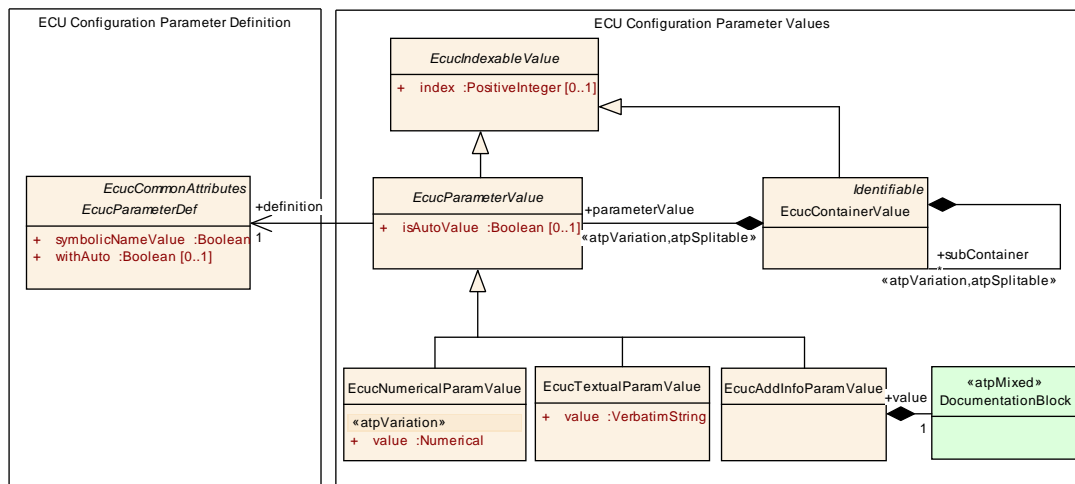 ECU Configuration Parameter Definition
ECU Configuration Parameter Values
EcucIndexableValue
+ index :PositiveInteger [0..1]
EcucCommonAttributes
EcucParameterDef
+ symbolicNameValue :Boolean
+ withAuto :Boolean [0..1]
+definition
1
EcucParameterValue
+ isAutoValue :Boolean [0..1]
+parameterValue
«atpVariation,atpSplitable»
Identifiable
EcucContainerValue
+subContainer
*
«atpVariation,atpSplitable»
EcucNumericalParamValue
«atpVariation»
+ value :Numerical
EcucTextualParamValue
+ value :VerbatimString
EcucAddInfoParamValue
+value
1
«atpMixed»
DocumentationBlock